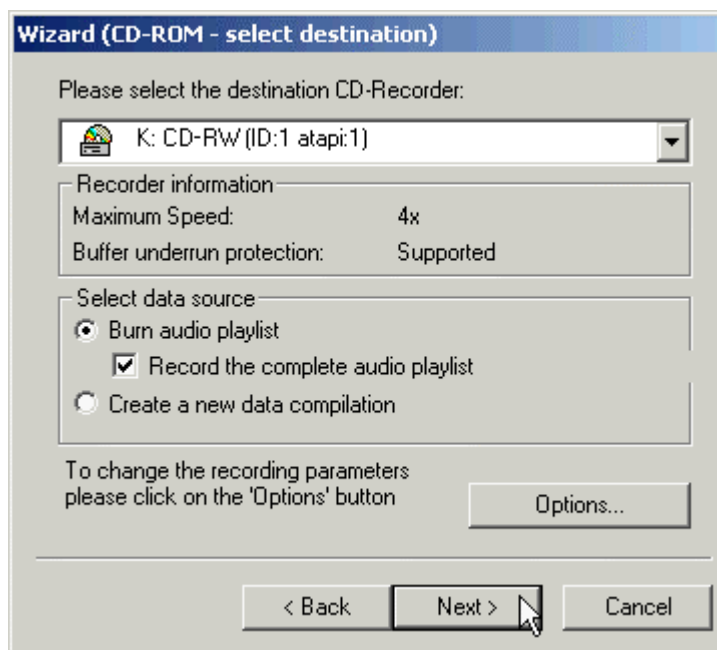 Wizard (CD-ROM - select destination)
Please select the destination CD-Recorder:
K: CD-RW (ID:1 atapi:1)
Recorder information
Maximum Speed: 4x
Buffer underrun protection: Supported
Select data source
Burn audio playlist
Record the complete audio playlist
Create a new data compilation
To change the recording parameters
please click on the 'Options' button
Options...
< Back Next > Cancel